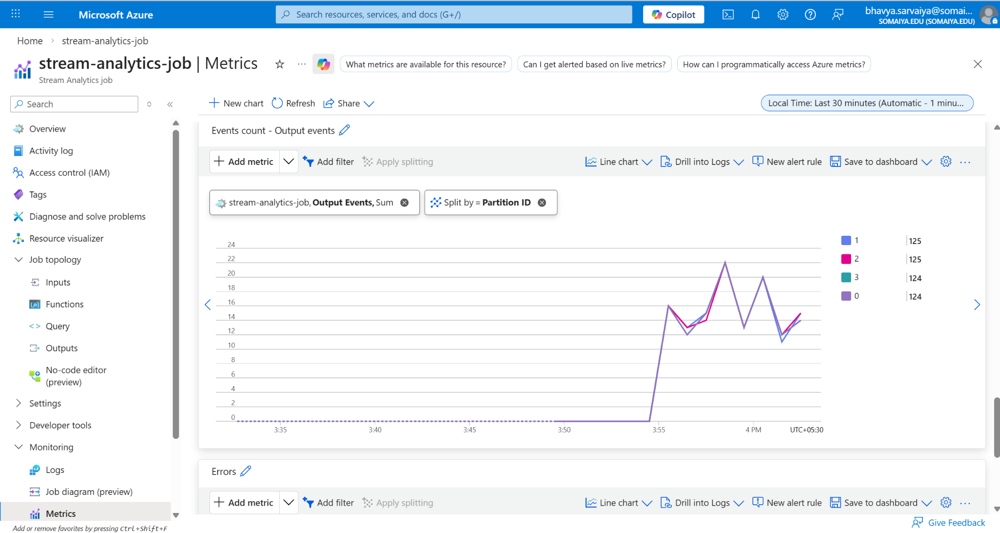 Microsoft Azure
Search resources, services, and docs (G+/)
Copilot
bhavya.sarvaiya@somai...
SOMAIYA.EDU (SOMAIYA.EDU)
Home > stream-analytics-job
stream-analytics-job | Metrics
Stream Analytics job
What metrics are available for this resource?
Can I get alerted based on live metrics?
How can I programmatically access Azure metrics?
Search
Overview
Activity log
Access control (IAM)
Tags
Diagnose and solve problems
Resource visualizer
Job topology
Inputs
Functions
Query
Outputs
No-code editor
(preview)
Settings
Developer tools
Monitoring
Logs
Job diagram (preview)
Metrics
Add or remove favorites by pressing Ctrl+Shift+F
New chart
Refresh
Share
Local Time: Last 30 minutes (Automatic - 1 minu...
Events count - Output events
Add metric
Add filter
Apply splitting
Line chart
Drill into Logs
New alert rule
Save to dashboard
stream-analytics-job, Output Events, Sum
Split by = Partition ID
24
22
20
18
16
14
12
10
8
6
4
2
0
3:35
3:40
3:45
3:50
3:55
4 PM
UTC+05:30
1 125
2 125
3 124
0 124
Errors
Add metric
Add filter
Apply splitting
Line chart
Drill into Logs
New alert rule
Save to dashboard
Give Feedback